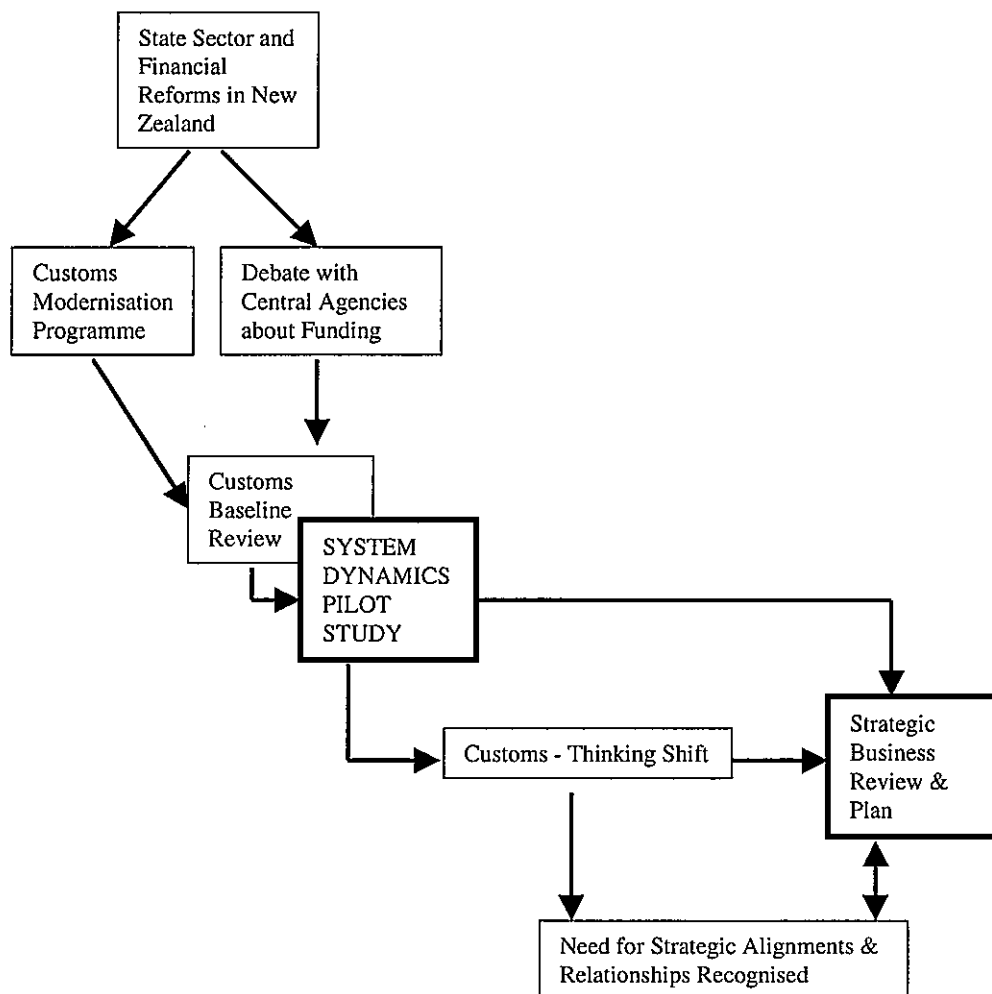 State Sector and
Financial
Reforms in New
Zealand
Customs
Modernisation
Programme
Debate with
Central Agencies
about Funding
Customs
Baseline
Review
SYSTEM
DYNAMICS
PILOT
STUDY
Customs - Thinking Shift
Strategic
Business
Review &
Plan
Need for Strategic Alignments &
Relationships Recognised